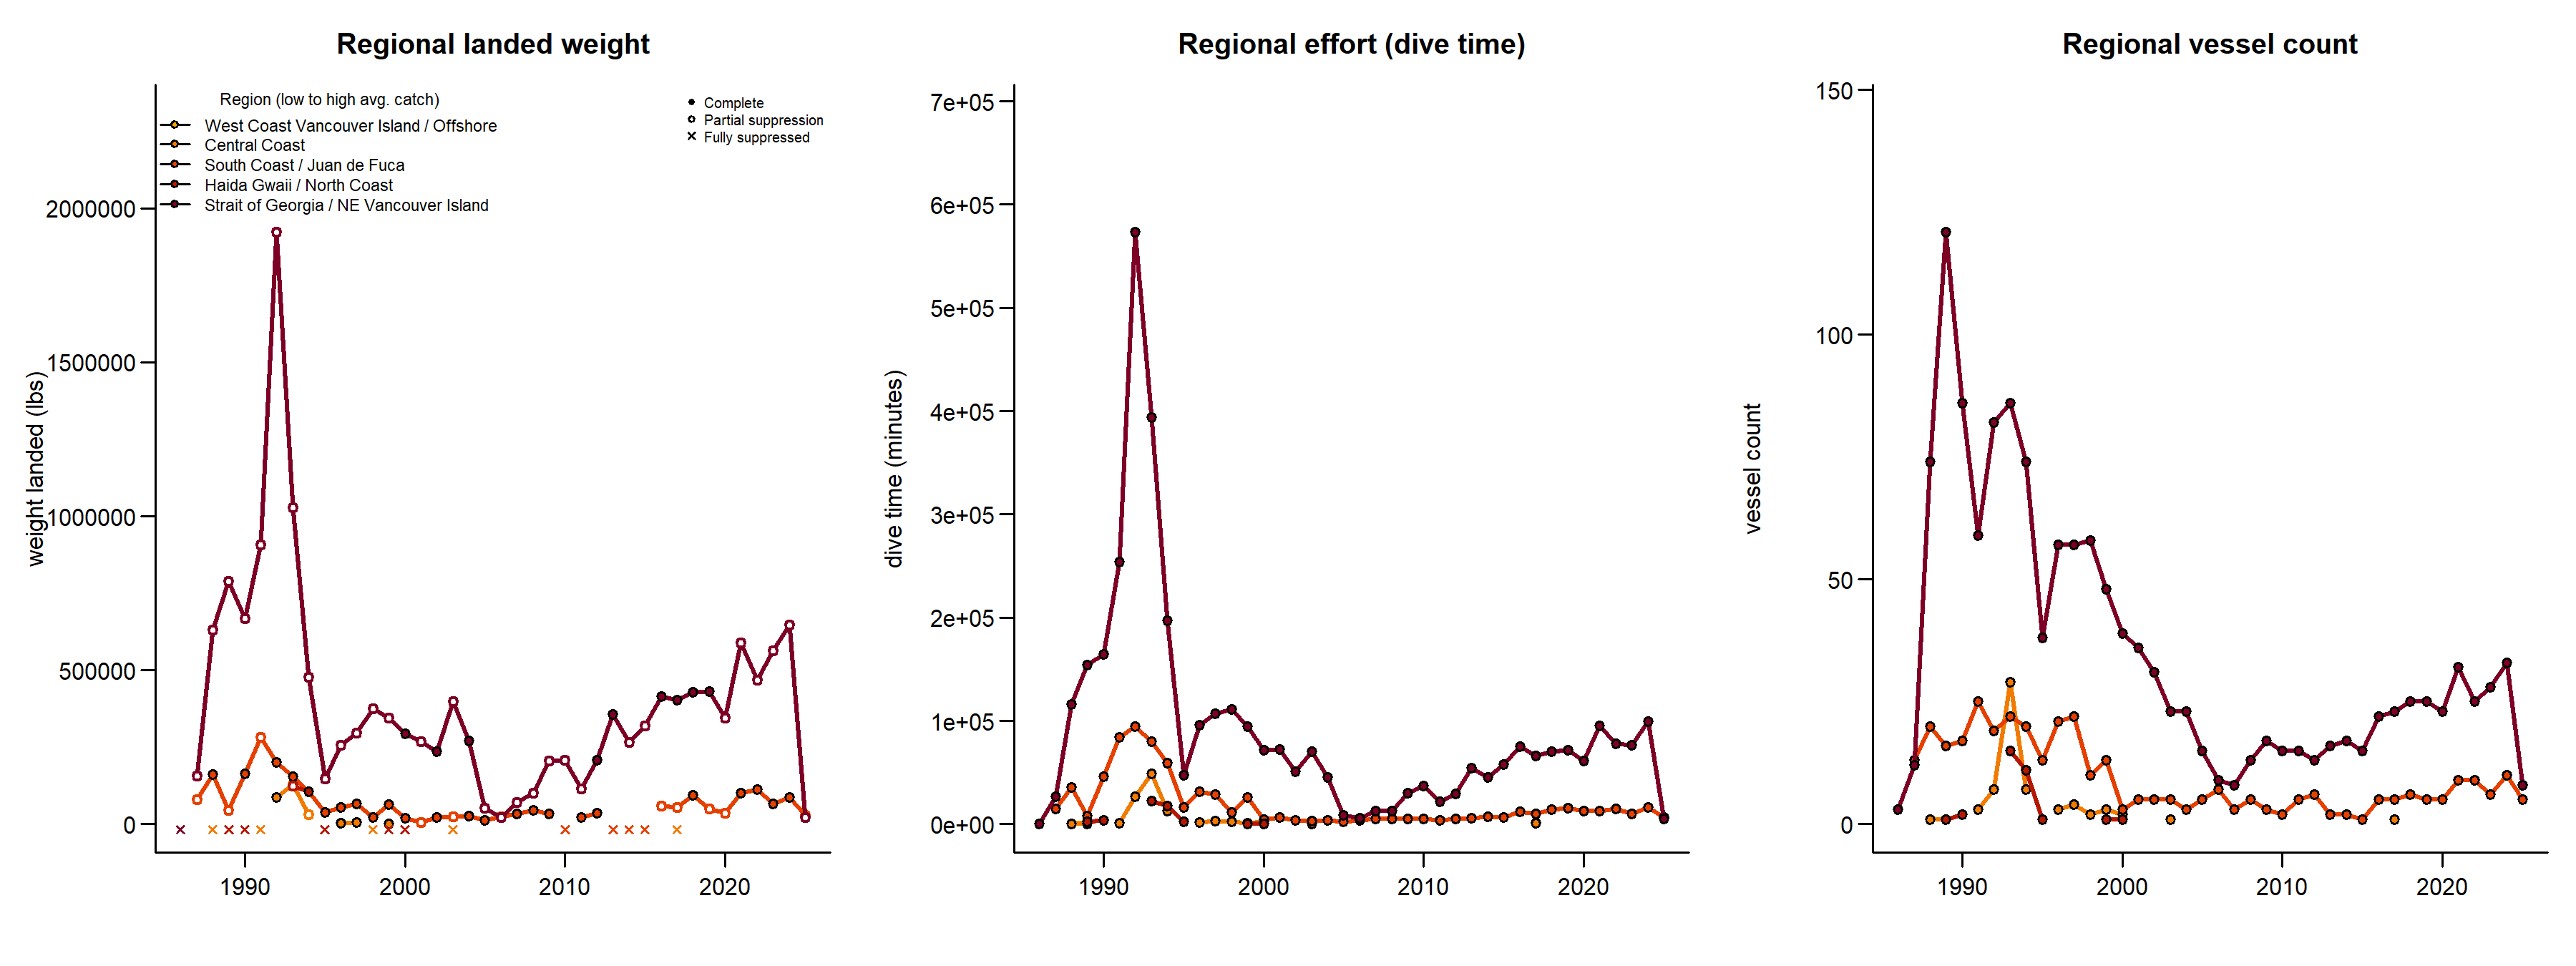 Regional landed weight
Region (low to high avg. catch)
West Coast Vancouver Island / Offshore
Central Coast
South Coast / Juan de Fuca
Haida Gwaii / North Coast
Strait of Georgia / NE Vancouver Island
Complete
Partial suppression
Fully suppressed
weight landed (lbs)
2000000
1500000
1000000
500000
0
1990
2000
2010
2020
Regional effort (dive time)
dive time (minutes)
7e+05
6e+05
5e+05
4e+05
3e+05
2e+05
1e+05
0e+00
1990
2000
2010
2020
Regional vessel count
vessel count
150
100
50
0
1990
2000
2010
2020